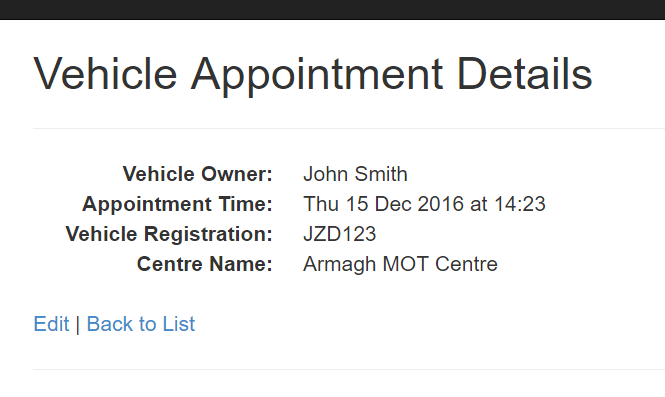 Vehicle Appointment Details
Vehicle Owner: John Smith
Appointment Time: Thu 15 Dec 2016 at 14:23
Vehicle Registration: JZD123
Centre Name: Armagh MOT Centre
Edit | Back to List